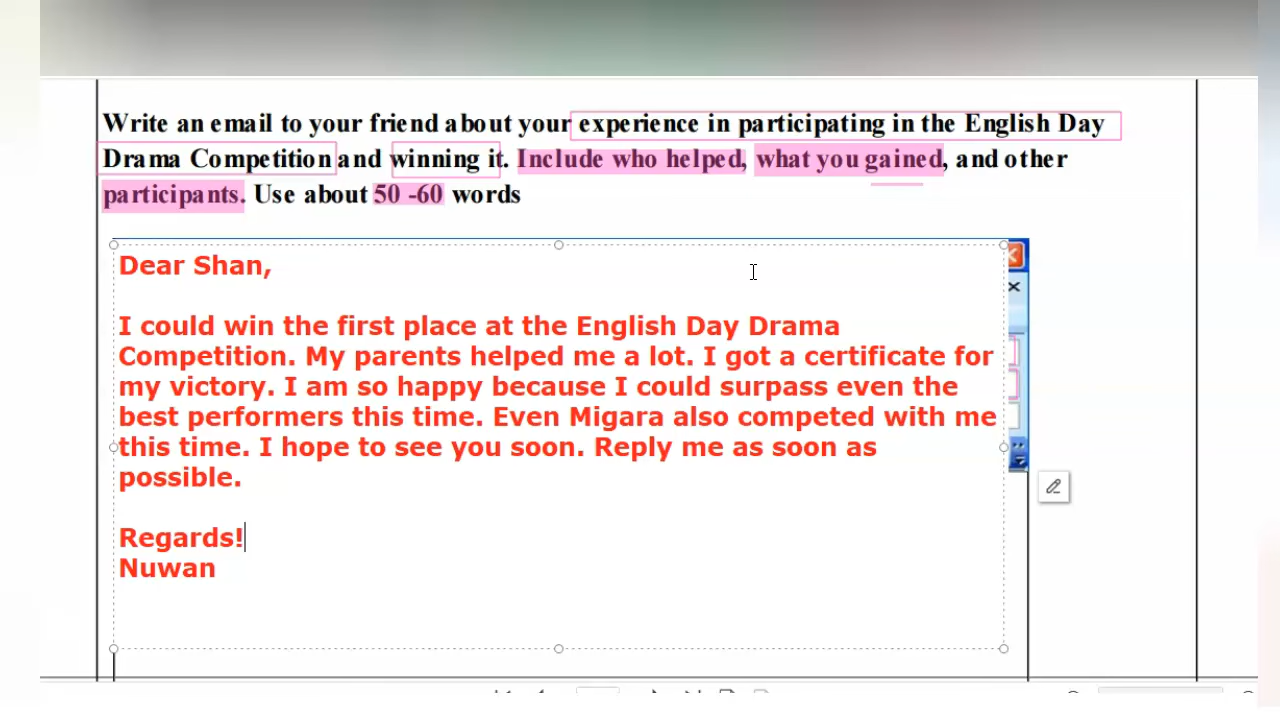 Write an email to your friend about your experience in participating in the English Day
Drama Competition and winning it. Include who helped, what you gained, and other
participants. Use about 50 -60 words
Dear Shan,
I could win the first place at the English Day Drama
Competition. My parents helped me a lot. I got a certificate for
my victory. I am so happy because I could surpass even the
best performers this time. Even Migara also competed with me
this time. I hope to see you soon. Reply me as soon as
possible.
Regards!
Nuwan